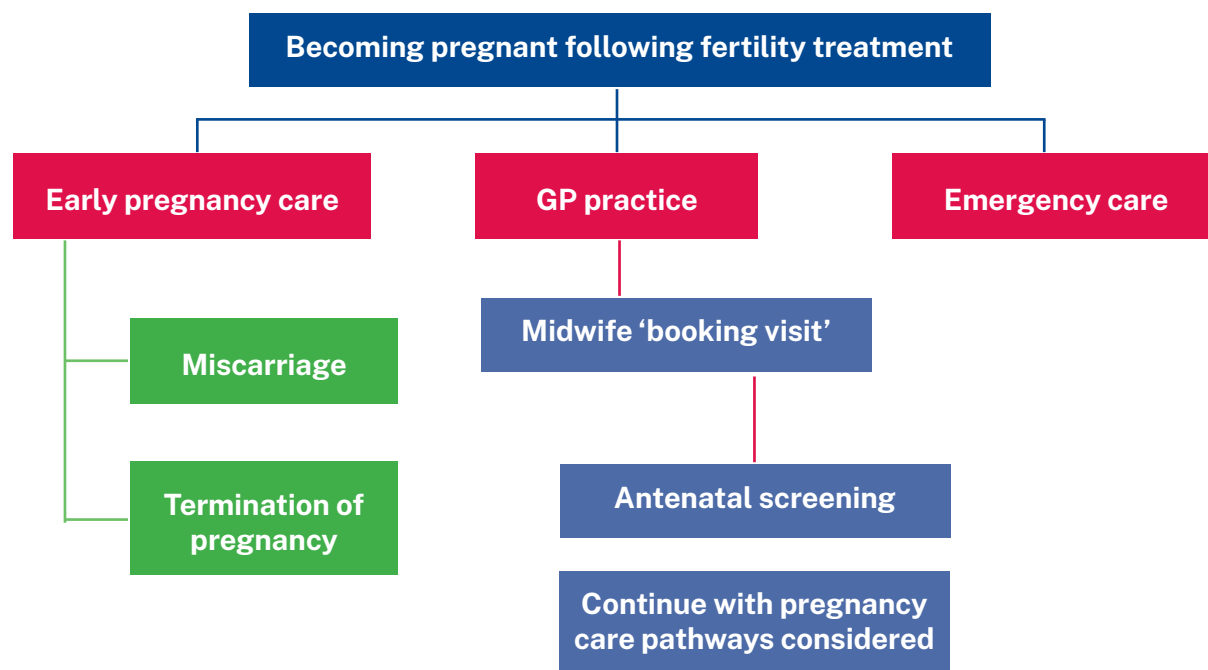 Becoming pregnant following fertility treatment
Early pregnancy care
GP practice
Emergency care
Midwife ‘booking visit’
Miscarriage
Termination of
pregnancy
Antenatal screening
Continue with pregnancy
care pathways considered